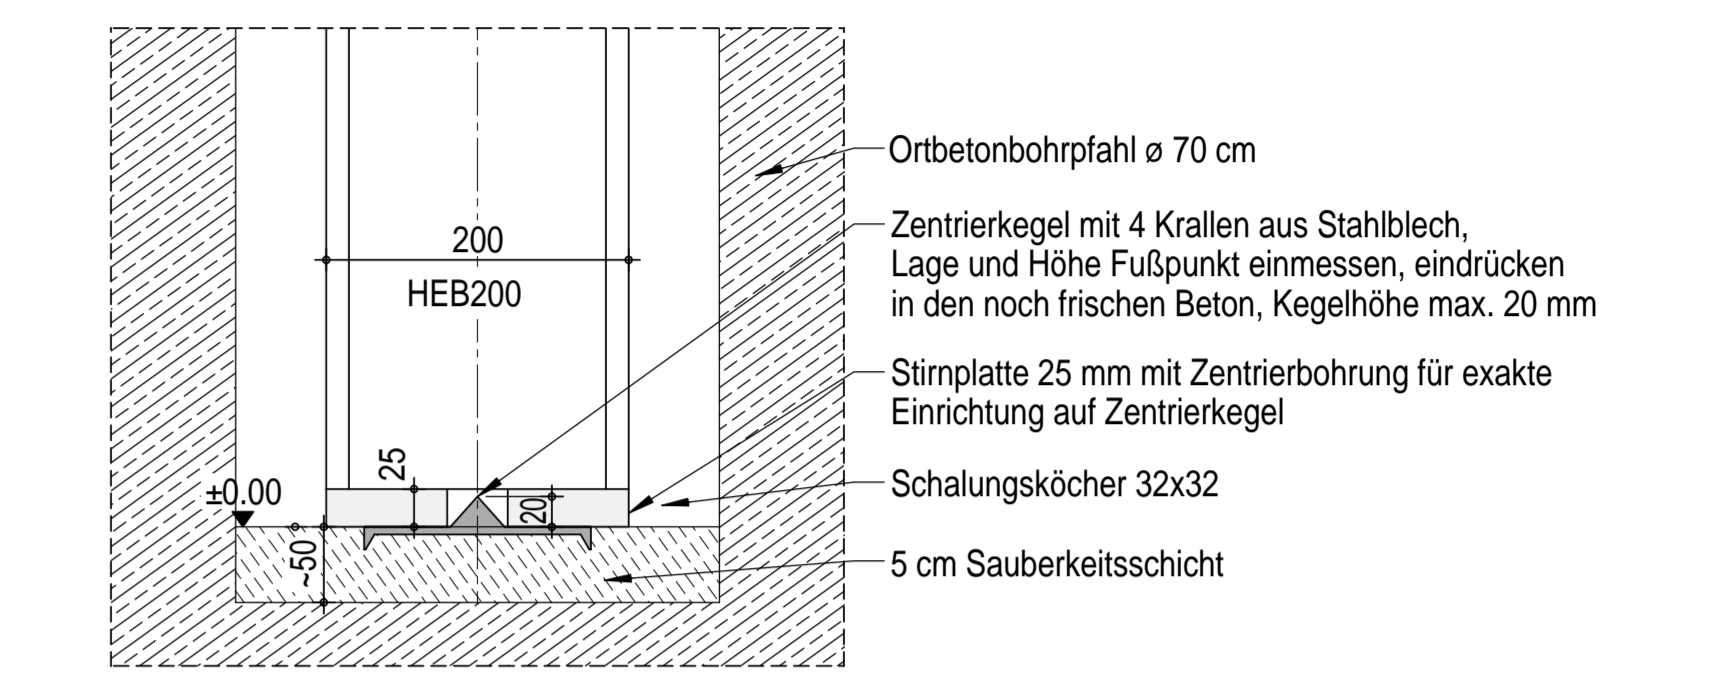 Ortbetonbohrpfahl ø 70 cm
Zentrierkegel mit 4 Krallen aus Stahlblech,
Lage und Höhe Fußpunkt einmessen, eindrücken
in den noch frischen Beton, Kegelhöhe max. 20 mm
200
HEB200
Stirnplatte 25 mm mit Zentrierbohrung für exakte
Einrichtung auf Zentrierkegel
25
±0.00
20
Schalungsköcher 32x32
~50
5 cm Sauberkeitsschicht